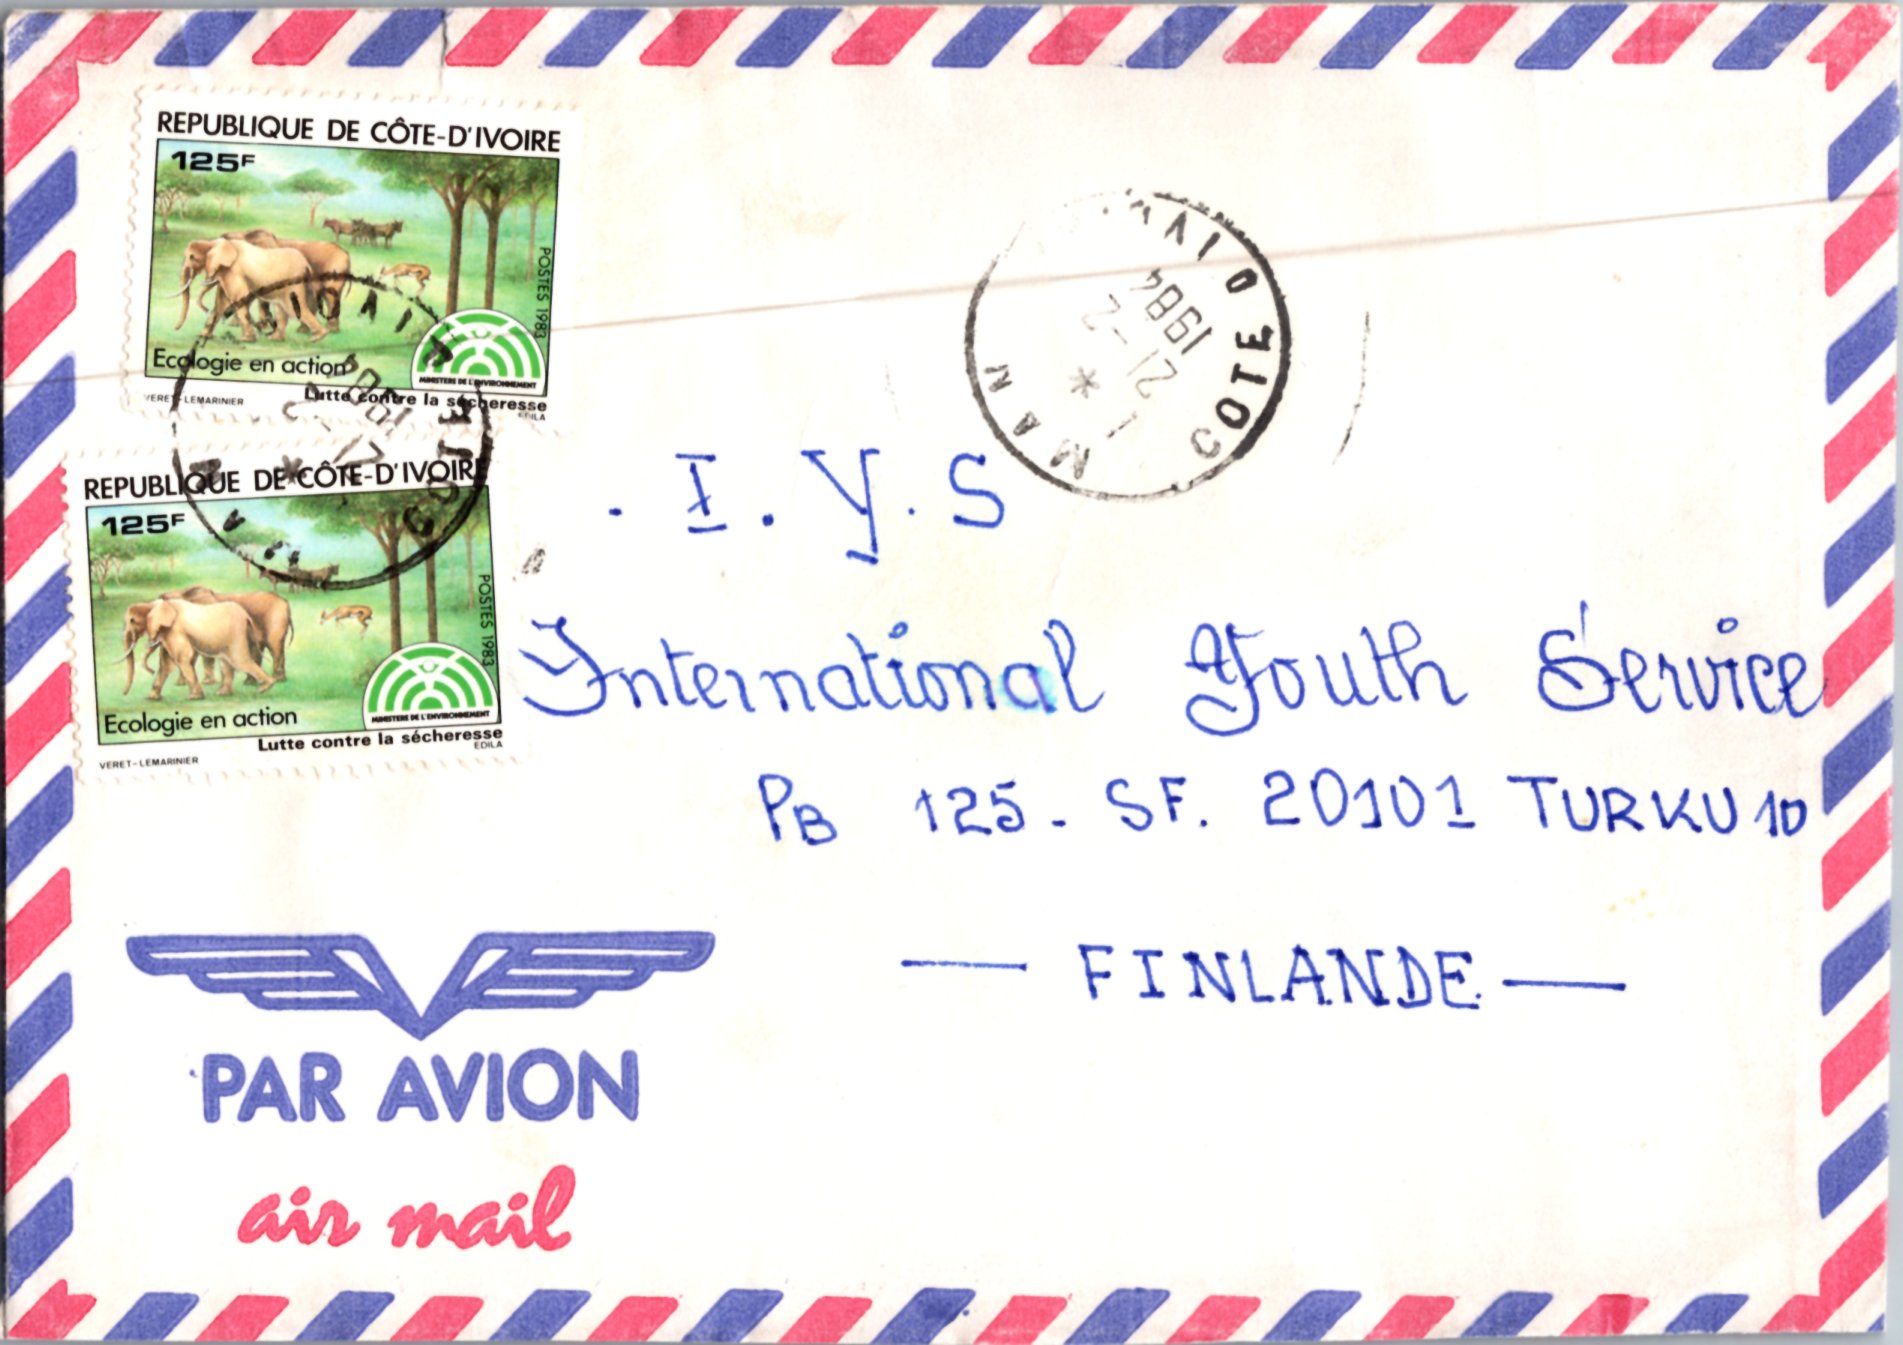 REPUBLIQUE DE CÔTE-D'IVOIRE
125F
POSTES 1983
Ecologie en action
MINISTERE DE L'ENVIRONNEMENT
Lutte contre la sécheresse
VERET-LEMARINIER
EDILA
REPUBLIQUE DE CÔTE-D'IVOIRE
125F
POSTES 1983
Ecologie en action
MINISTERE DE L'ENVIRONNEMENT
Lutte contre la sécheresse
VERET-LEMARINIER
EDILA
MAN
COTE D IV
21-2
1984
*
. I. Y. S
International Youth Service
PB 125. SF. 20101 TURKU 10
— FINLANDE —
PAR AVION
air mail